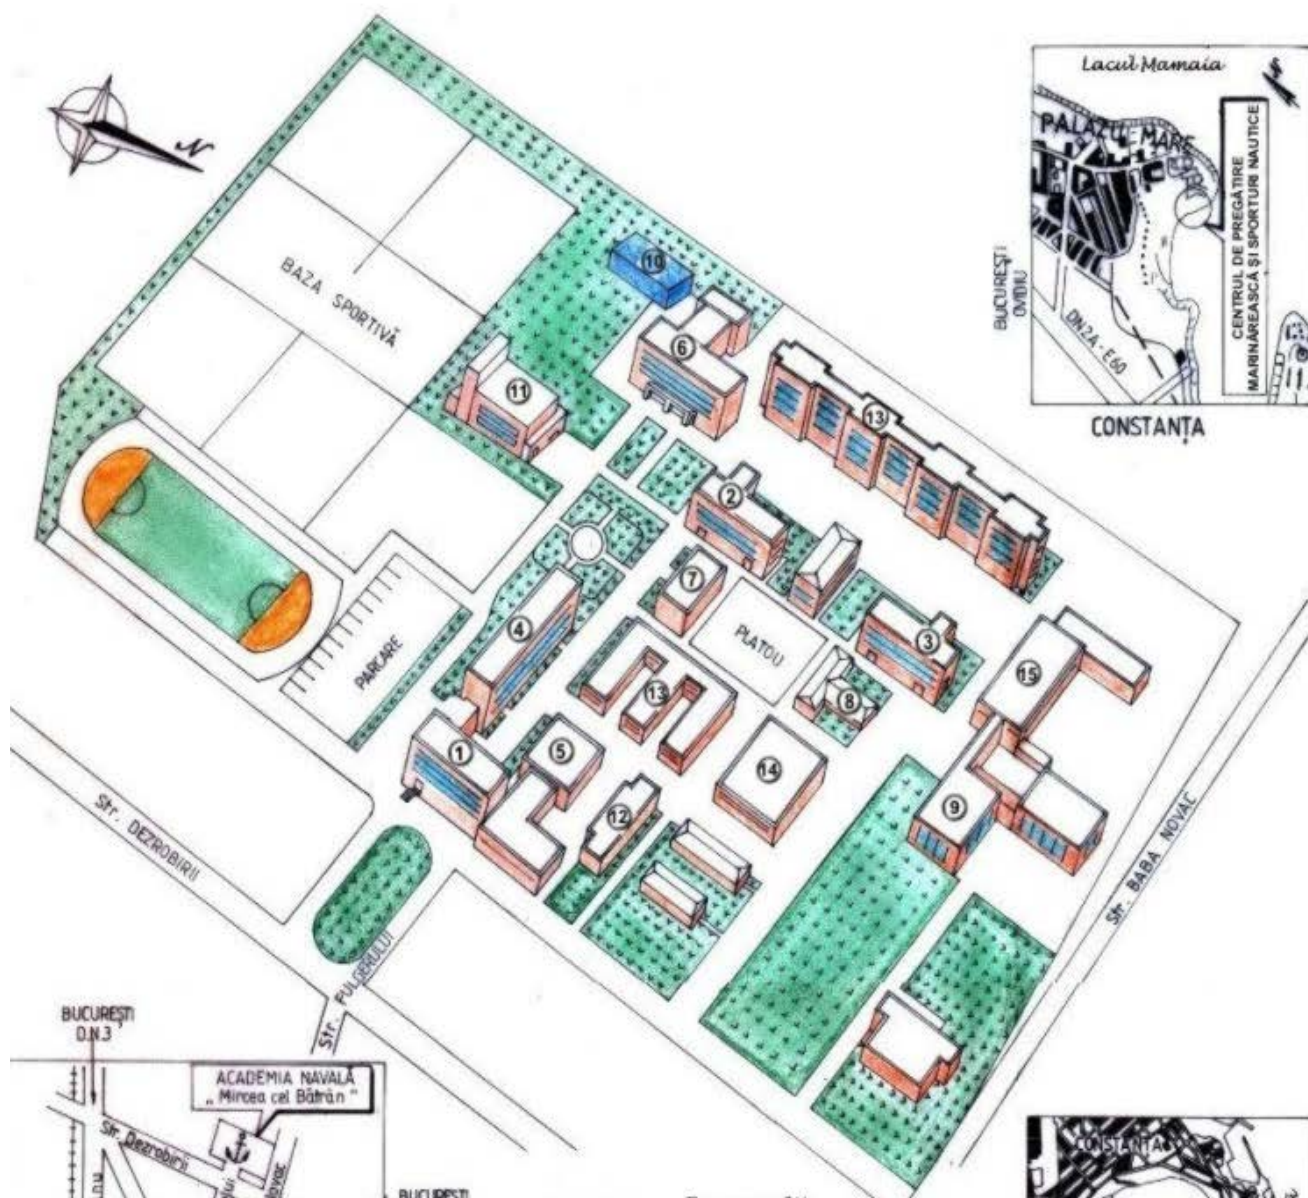 Lacul Mamaia
PALAZU MARE
CENTRUL DE PREGĂTIRE
MARINĂREASCĂ ȘI SPORTURI NAUTICE
BUCUREȘTI
OVIDIU
DN2A-E60
CONSTANȚA
N
BAZA SPORTIVĂ
10
6
11
13
2
7
PLATOU
4
3
15
PARCARE
13
8
1
5
14
9
12
Str. DEZROBIRII
Str. BABA NOVAC
Str. FULGERULUI
BUCUREȘTI
D.N.3
ACADEMIA NAVALĂ
„Mircea cel Bătrân"
Str. Dezrobirii
CONSTANȚA
BUCUREȘTI